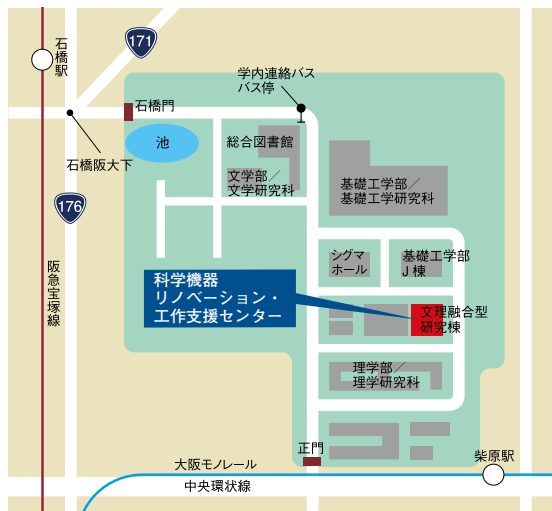 石橋駅
171
学内連絡バス
バス停
石橋門
池
総合図書館
石橋阪大下
文学部／
文学研究科
基礎工学部／
基礎工学研究科
176
シグマ
ホール
基礎工学部
J棟
阪急宝塚線
科学機器
リノベーション・
工作支援センター
文理融合型
研究棟
理学部／
理学研究科
正門
柴原駅
大阪モノレール
中央環状線